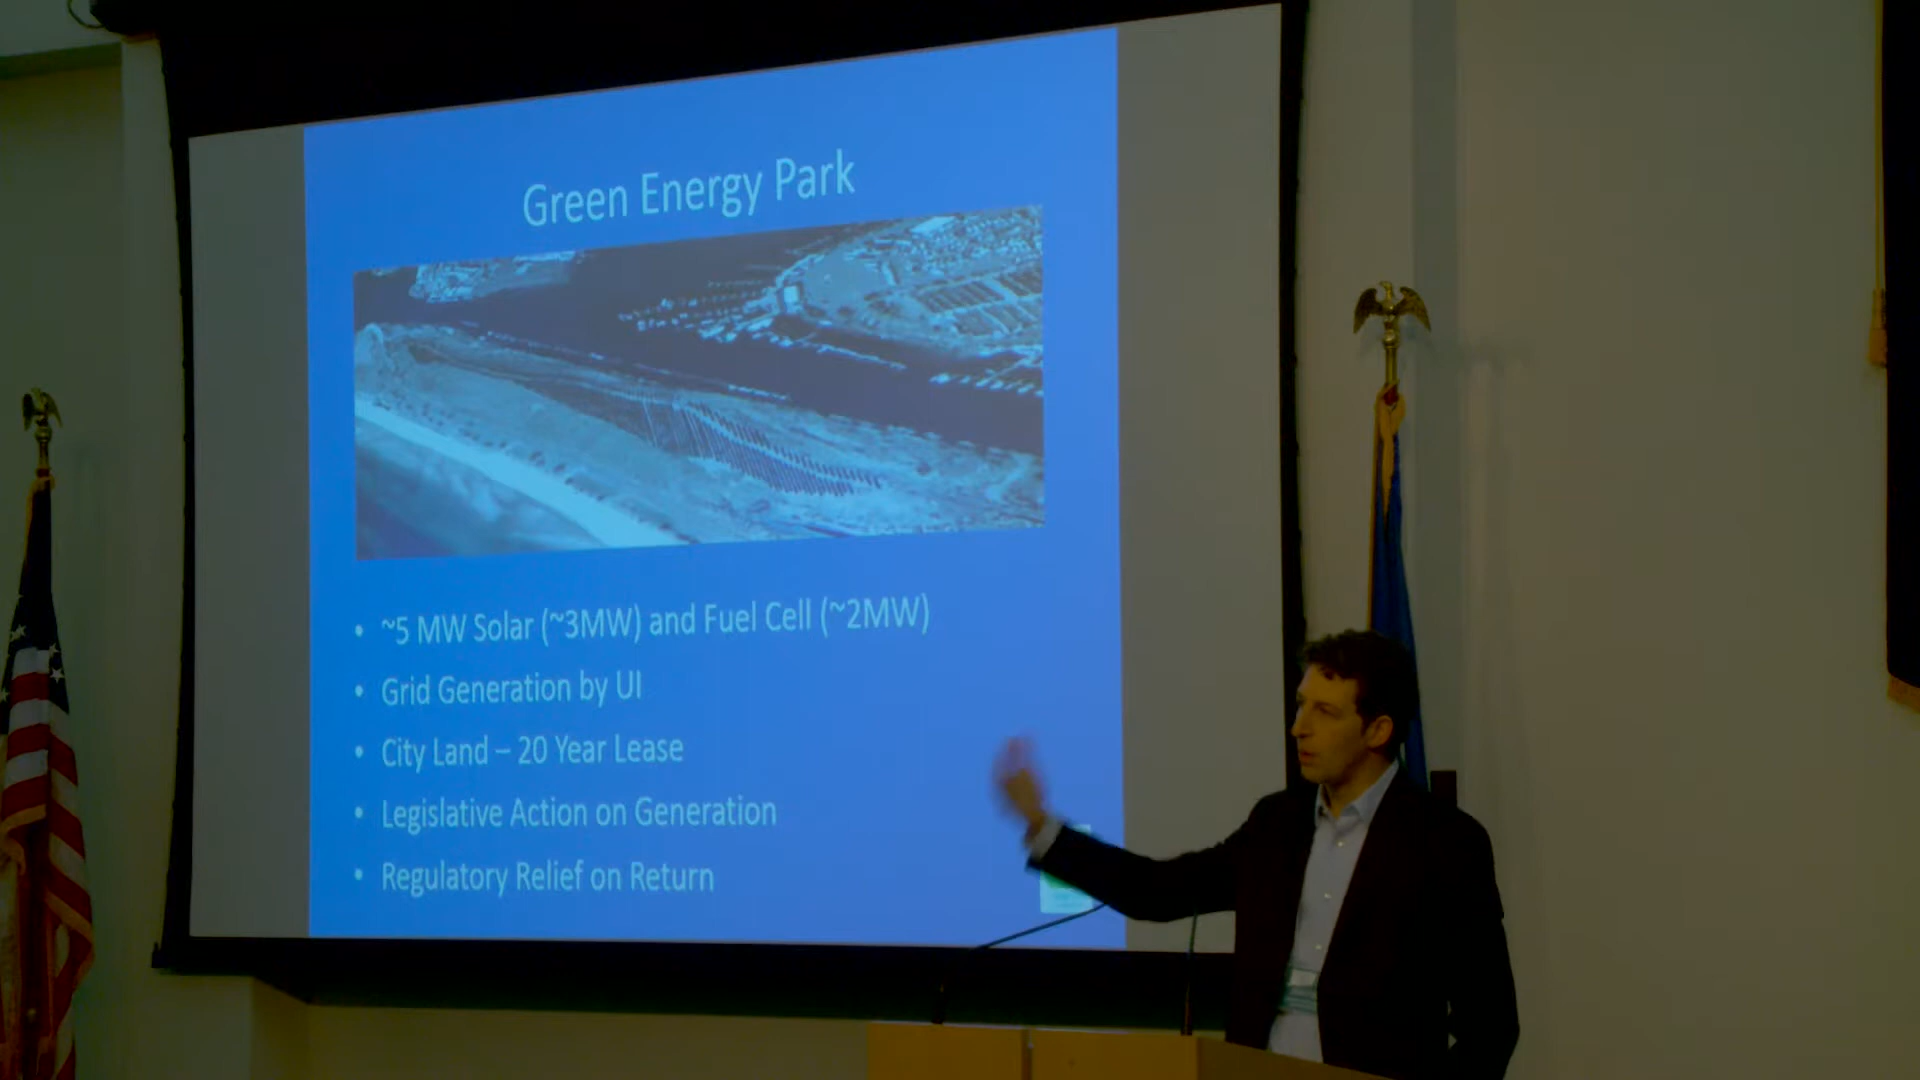 Green Energy Park
• ~5 MW Solar (~3MW) and Fuel Cell (~2MW)
• Grid Generation by UI
• City Land – 20 Year Lease
• Legislative Action on Generation
• Regulatory Relief on Return